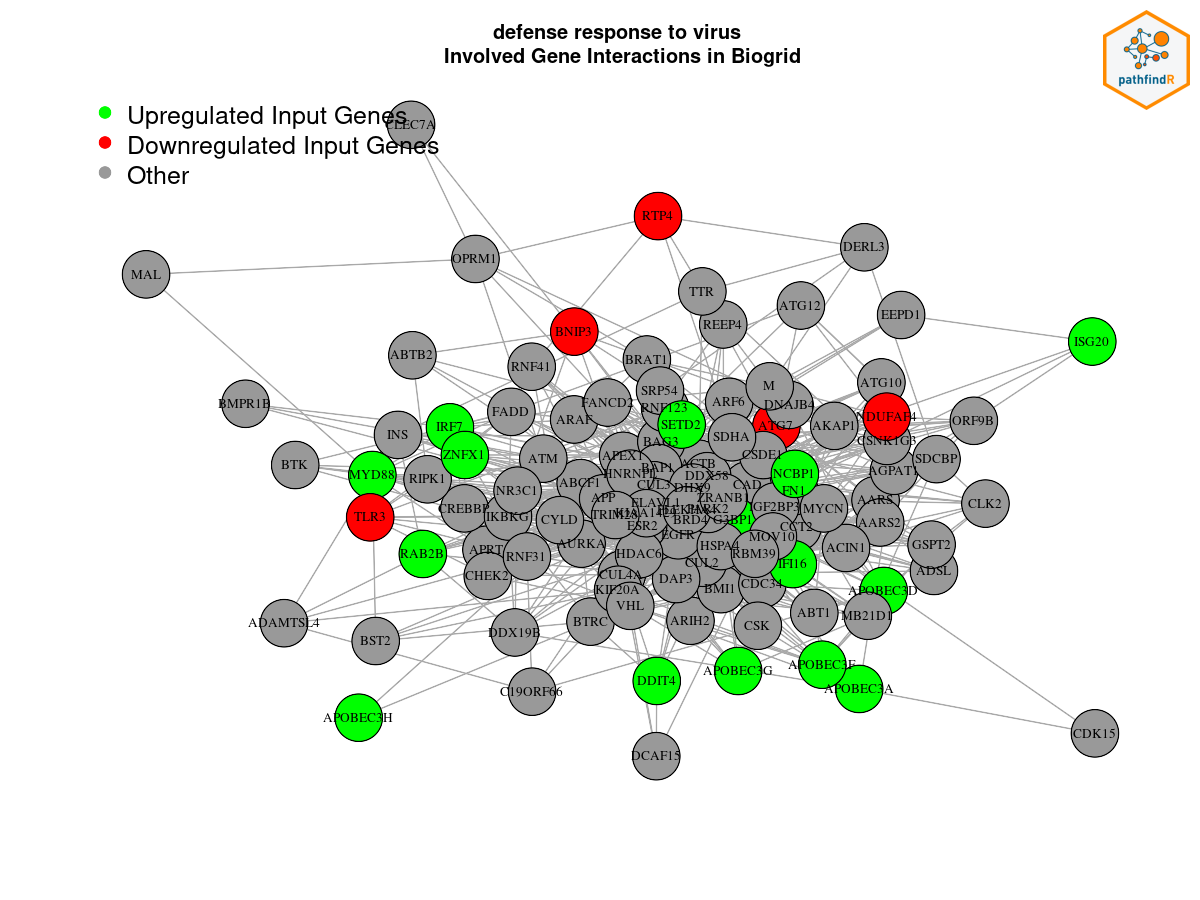 defense response to virus
Involved Gene Interactions in Biogrid
pathfindR
Upregulated Input Genes
Downregulated Input Genes
Other
CLEC7A
RTP4
DERL3
OPRM1
MAL
TTR
ATG12
EEPD1
REEP4
BNIP3
ISG20
ABTB2
BRAT1
RNF41
SRP54
M
ATG10
BMPR1B
FANCD2
ARF6
DNAJB4
RNF123
FADD
ARAF
SETD2
ATG7
AKAP1
NDUFAF4
ORF9B
IRF7
INS
SDHA
BAG3
CSNK1G3
ZNFX1
ATM
APEX1
CSDE1
SDCBP
BTK
MYD88
RIPK1
HNRNPL
BAP1
ACTB
DDX58
NCBP1
AGPAT1
NR3C1
ABCF1
CUL3
DHX9
CAD
FN1
APP
ZRANB1
AARS
CLK2
CREBBP
ELAVL1
IGF2BP3
MYCN
TLR3
IKBKG
CYLD
PARK2
BRD4
G3BP1
AARS2
ESR2
CCT2
EGFR
MOV10
APRT
RNF31
AURKA
HDAC6
HSPA4
RBM39
ACIN1
GSPT2
RAB2B
CUL2
IFI16
ADSL
CHEK2
CUL4A
DAP3
KIF20A
BMI1
CDC34
APOBEC3D
VHL
ABT1
MB21D1
ADAMTSL4
BTRC
ARIH2
CSK
DDX19B
BST2
APOBEC3F
APOBEC3G
DDIT4
C19ORF66
APOBEC3A
APOBEC3H
CDK15
DCAF15